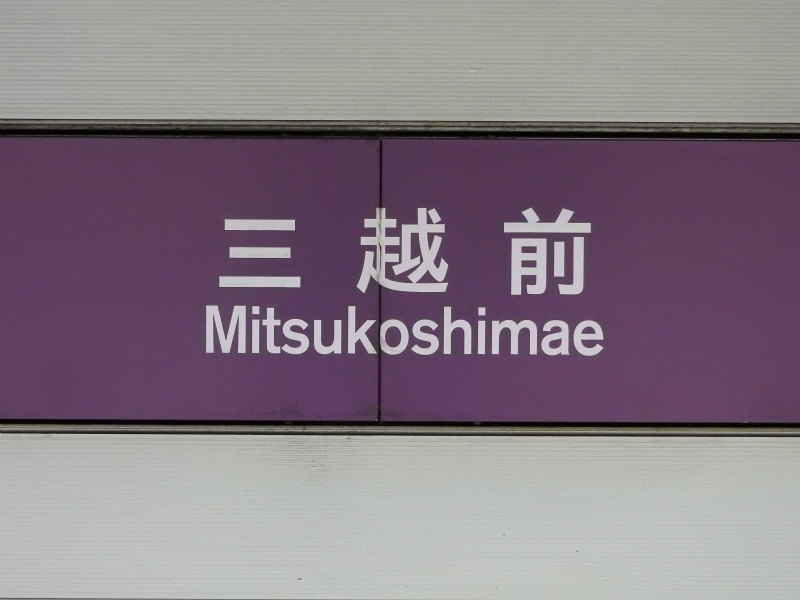 三越前
Mitsukoshimae